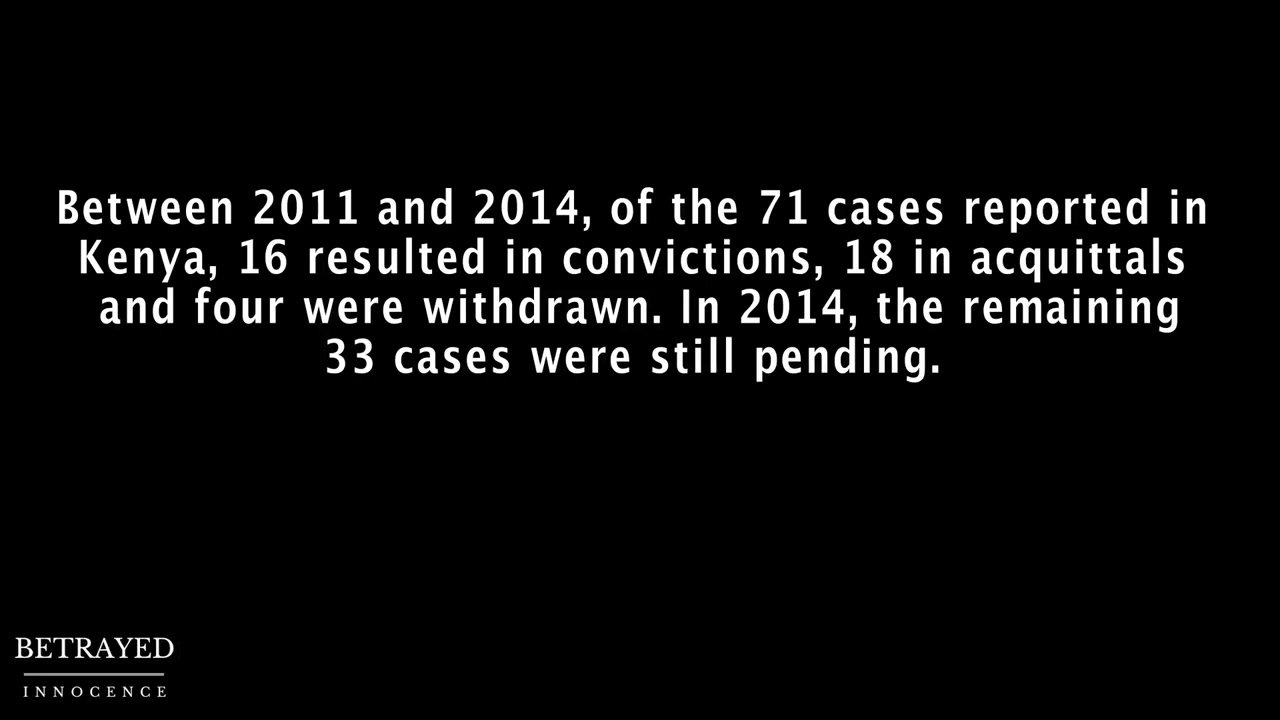 Between 2011 and 2014, of the 71 cases reported in
Kenya, 16 resulted in convictions, 18 in acquittals
and four were withdrawn. In 2014, the remaining
33 cases were still pending.
BETRAYED
INNOCENCE